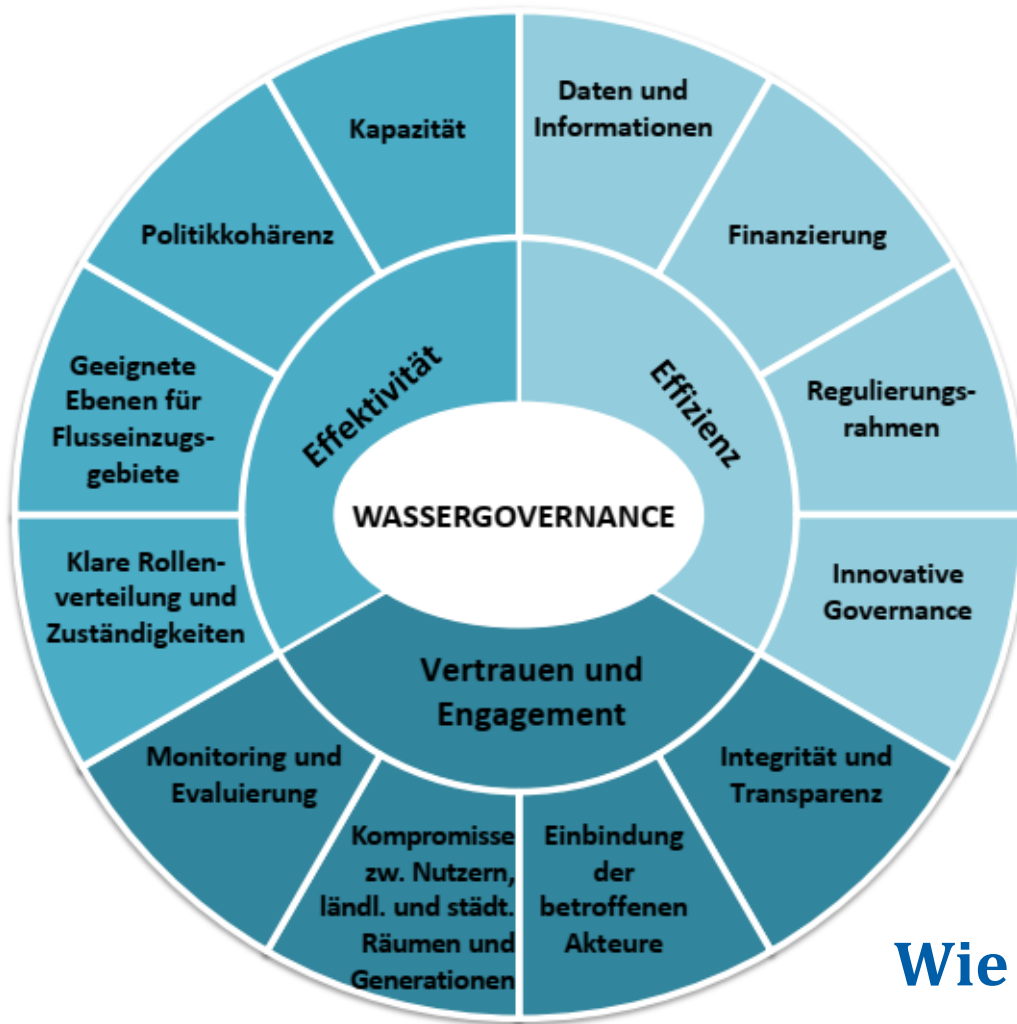 Kapazität
Daten und
Informationen
Politikkohärenz
Finanzierung
Geeignete
Ebenen für
Flusseinzugs-
gebiete
Effektivität
Effizienz
Regulierungs-
rahmen
WASSERGOVERNANCE
Klare Rollen-
verteilung und
Zuständigkeiten
Innovative
Governance
Vertrauen und
Engagement
Monitoring und
Evaluierung
Integrität und
Transparenz
Kompromisse
zw. Nutzern,
ländl. und städt.
Räumen und
Generationen
Einbindung
der
betroffenen
Akteure
Wie